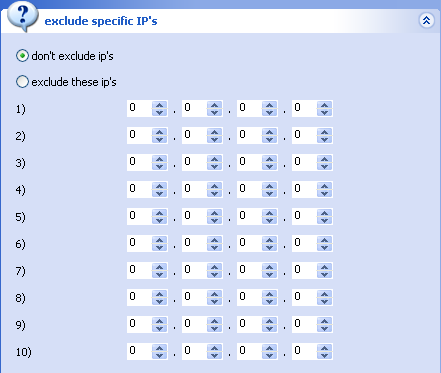 exclude specific IP's
don't exclude ip's
exclude these ip's
1) 0 . 0 . 0 . 0
2) 0 . 0 . 0 . 0
3) 0 . 0 . 0 . 0
4) 0 . 0 . 0 . 0
5) 0 . 0 . 0 . 0
6) 0 . 0 . 0 . 0
7) 0 . 0 . 0 . 0
8) 0 . 0 . 0 . 0
9) 0 . 0 . 0 . 0
10) 0 . 0 . 0 . 0